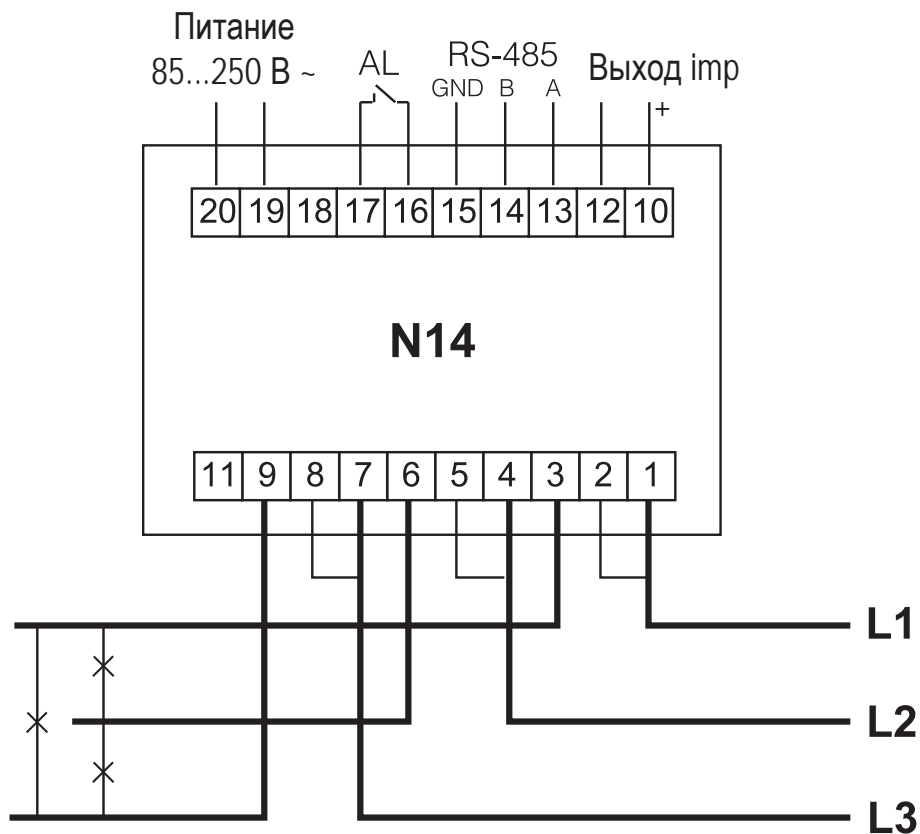 Питание
85...250 В ~
AL
RS-485
GND B A
Выход imp
+
20 19 18 17 16 15 14 13 12 10
N14
11 9 8 7 6 5 4 3 2 1
L1
L2
L3